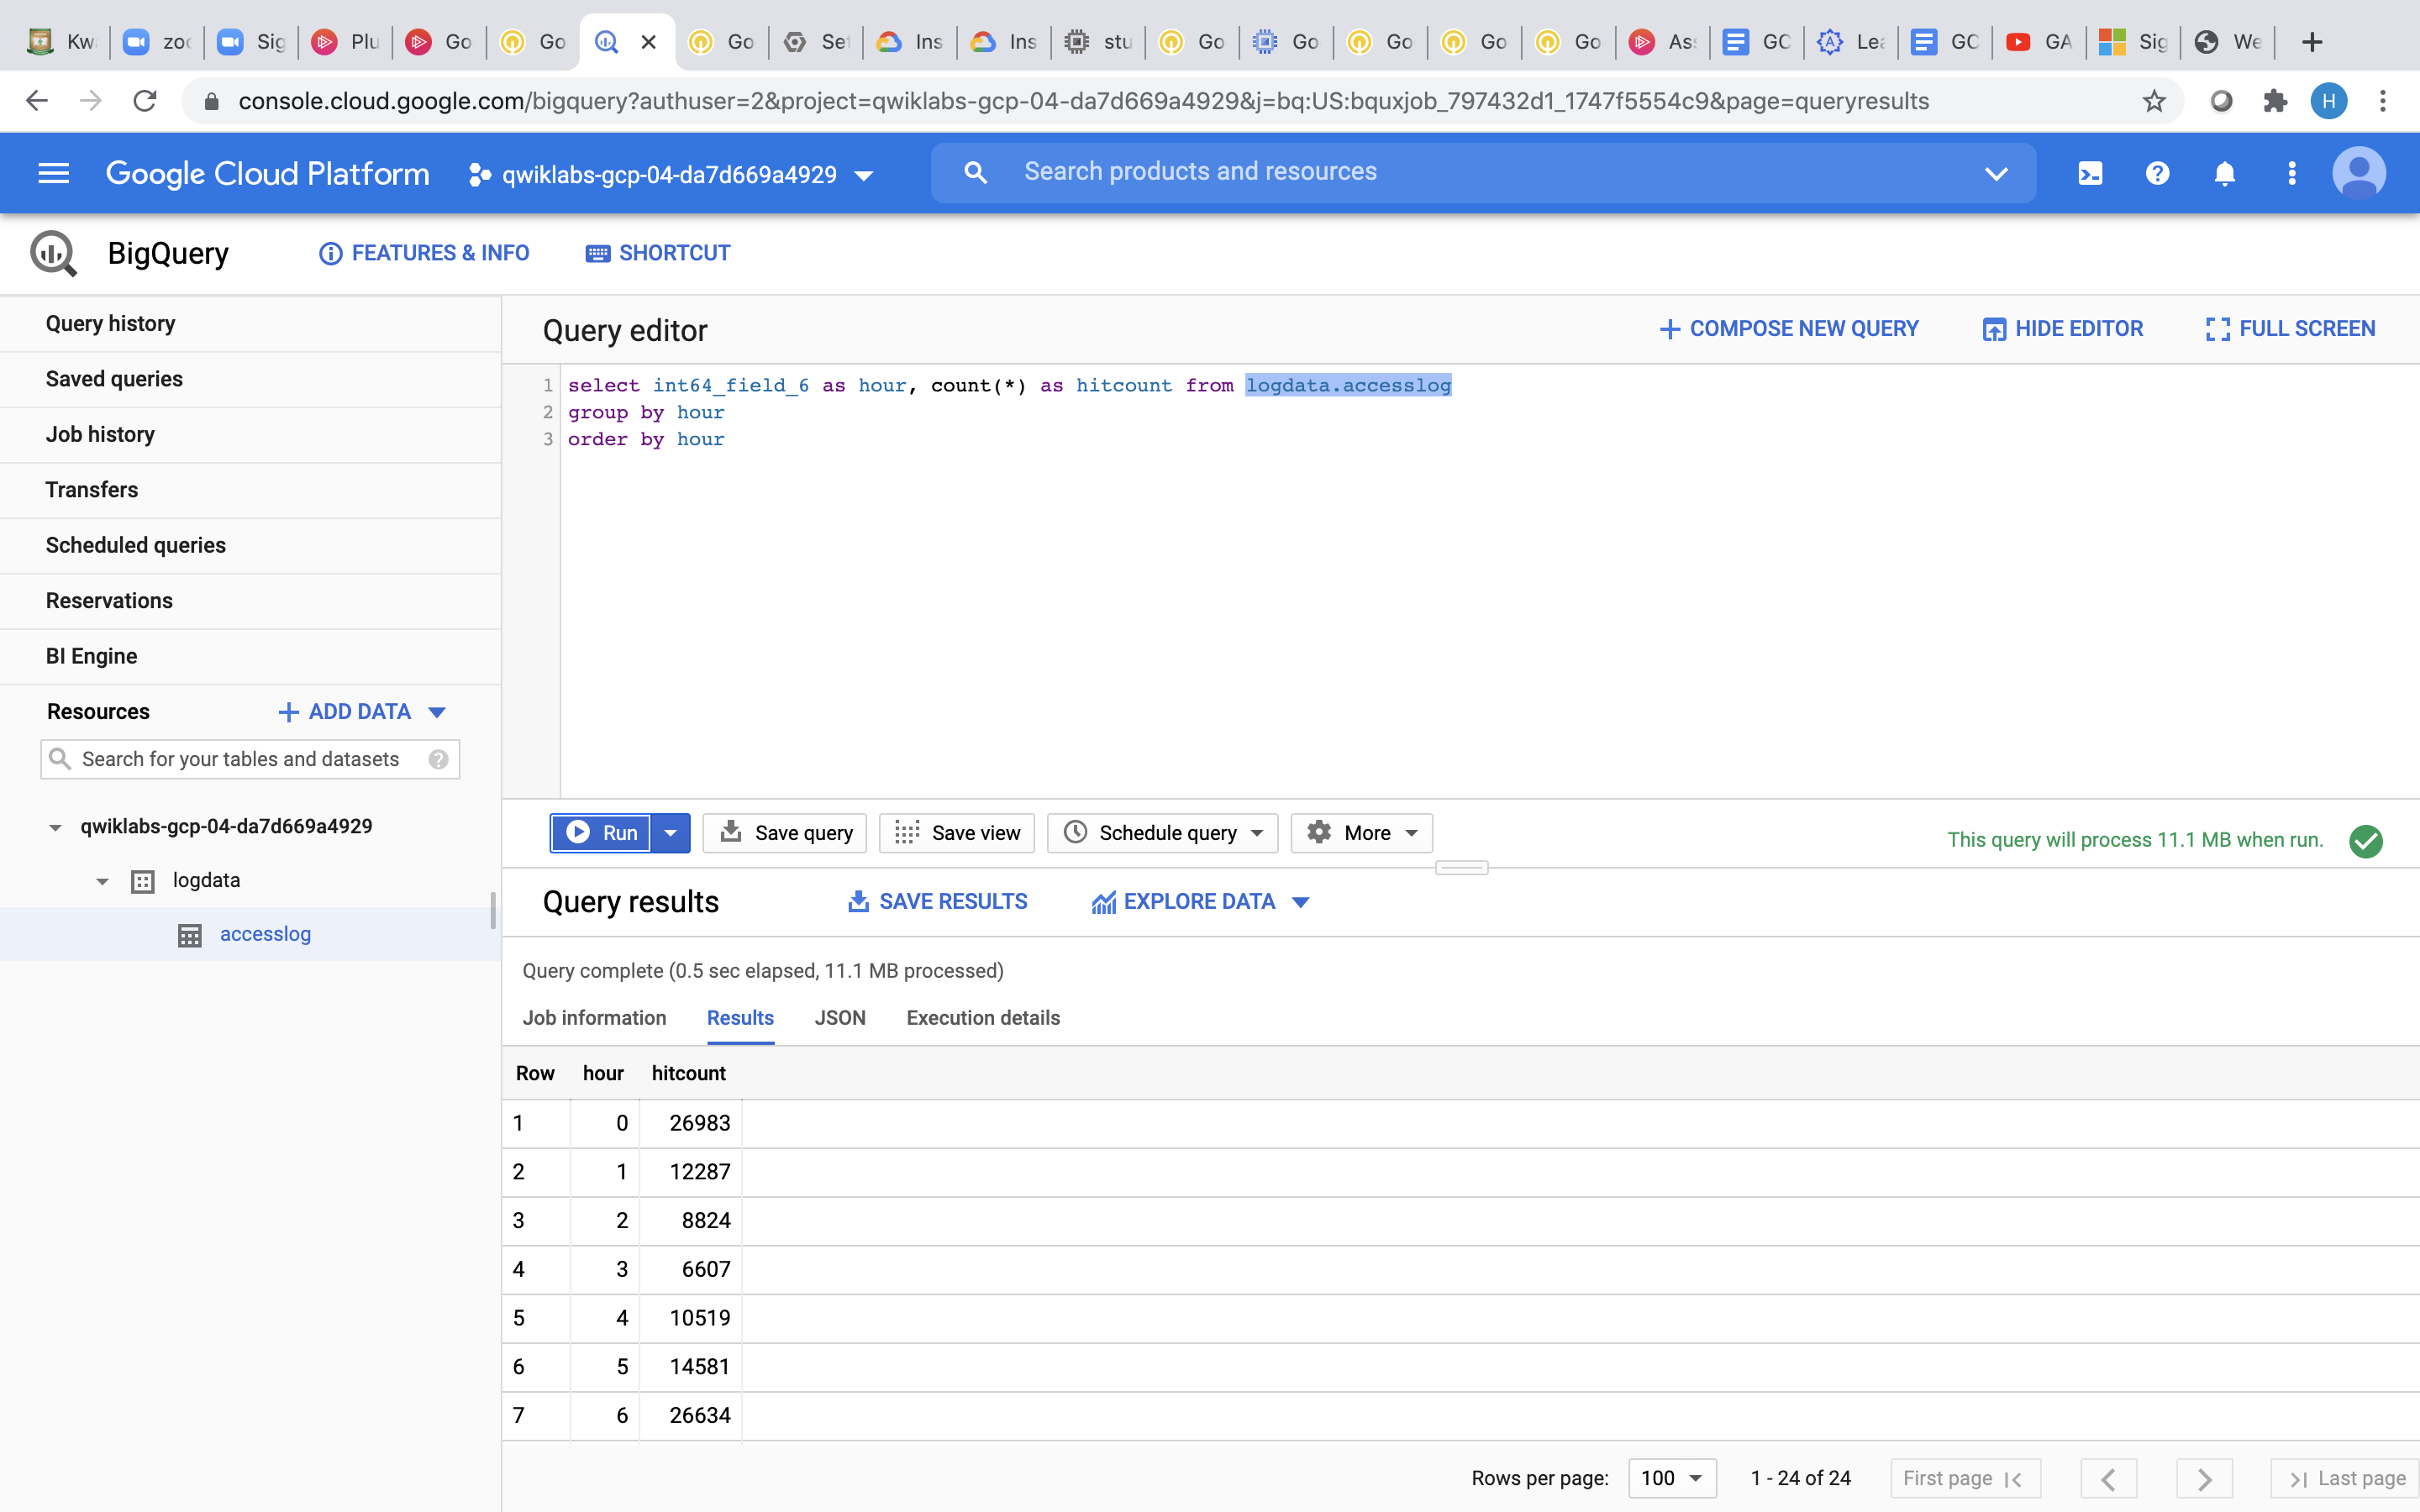 Kw zoo Sig Plu Go Go Go Set Ins Ins stu Go Go Go Go Go Ass GC Lea GC GA Sig We
console.cloud.google.com/bigquery?authuser=2&project=qwiklabs-gcp-04-da7d669a4929&j=bq:US:bquxjob_797432d1_1747f5554c9&page=queryresults
H
Google Cloud Platform qwiklabs-gcp-04-da7d669a4929 Search products and resources
BigQuery FEATURES & INFO SHORTCUT
Query history
Saved queries
Job history
Transfers
Scheduled queries
Reservations
BI Engine
Resources ADD DATA
Search for your tables and datasets
qwiklabs-gcp-04-da7d669a4929
logdata
accesslog
Query editor COMPOSE NEW QUERY HIDE EDITOR FULL SCREEN
1 select int64_field_6 as hour, count(*) as hitcount from logdata.accesslog
2 group by hour
3 order by hour
Run Save query Save view Schedule query More This query will process 11.1 MB when run.
Query results SAVE RESULTS EXPLORE DATA
Query complete (0.5 sec elapsed, 11.1 MB processed)
Job information Results JSON Execution details
Row hour hitcount
1 0 26983
2 1 12287
3 2 8824
4 3 6607
5 4 10519
6 5 14581
7 6 26634
Rows per page: 100 1 - 24 of 24 First page Last page